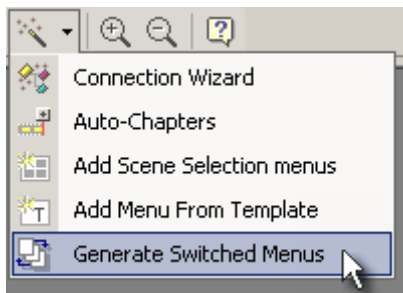 Connection Wizard
Auto-Chapters
Add Scene Selection menus
Add Menu From Template
Generate Switched Menus